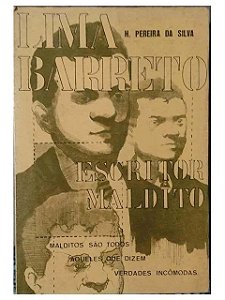 LIMA
H. PEREIRA DA SILVA
BARRETO
ESCRITOR
MALDITO
MALDITOS SÃO TODOS
AQUELES QUE DIZEM
VERDADES INCÔMODAS